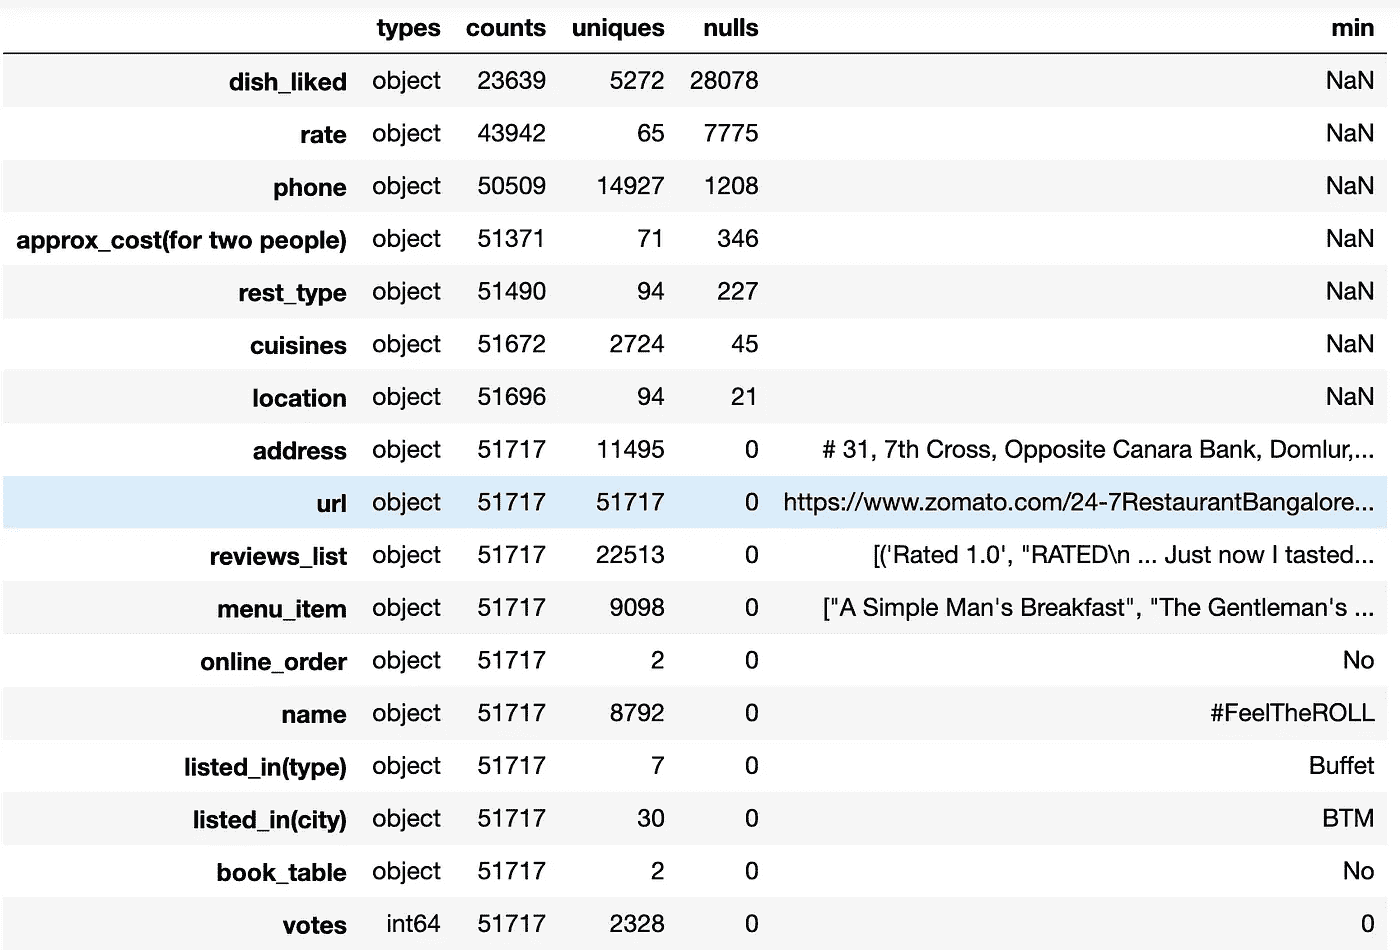 types counts uniques nulls min
dish_liked object 23639 5272 28078 NaN
rate object 43942 65 7775 NaN
phone object 50509 14927 1208 NaN
approx_cost(for two people) object 51371 71 346 NaN
rest_type object 51490 94 227 NaN
cuisines object 51672 2724 45 NaN
location object 51696 94 21 NaN
address object 51717 11495 0 # 31, 7th Cross, Opposite Canara Bank, Domlur,...
url object 51717 51717 0 https://www.zomato.com/24-7RestaurantBangalore...
reviews_list object 51717 22513 0 [('Rated 1.0', "RATED\n ... Just now I tasted...
menu_item object 51717 9098 0 ["A Simple Man's Breakfast", "The Gentleman's ...
online_order object 51717 2 0 No
name object 51717 8792 0 #FeelTheROLL
listed_in(type) object 51717 7 0 Buffet
listed_in(city) object 51717 30 0 BTM
book_table object 51717 2 0 No
votes int64 51717 2328 0 0